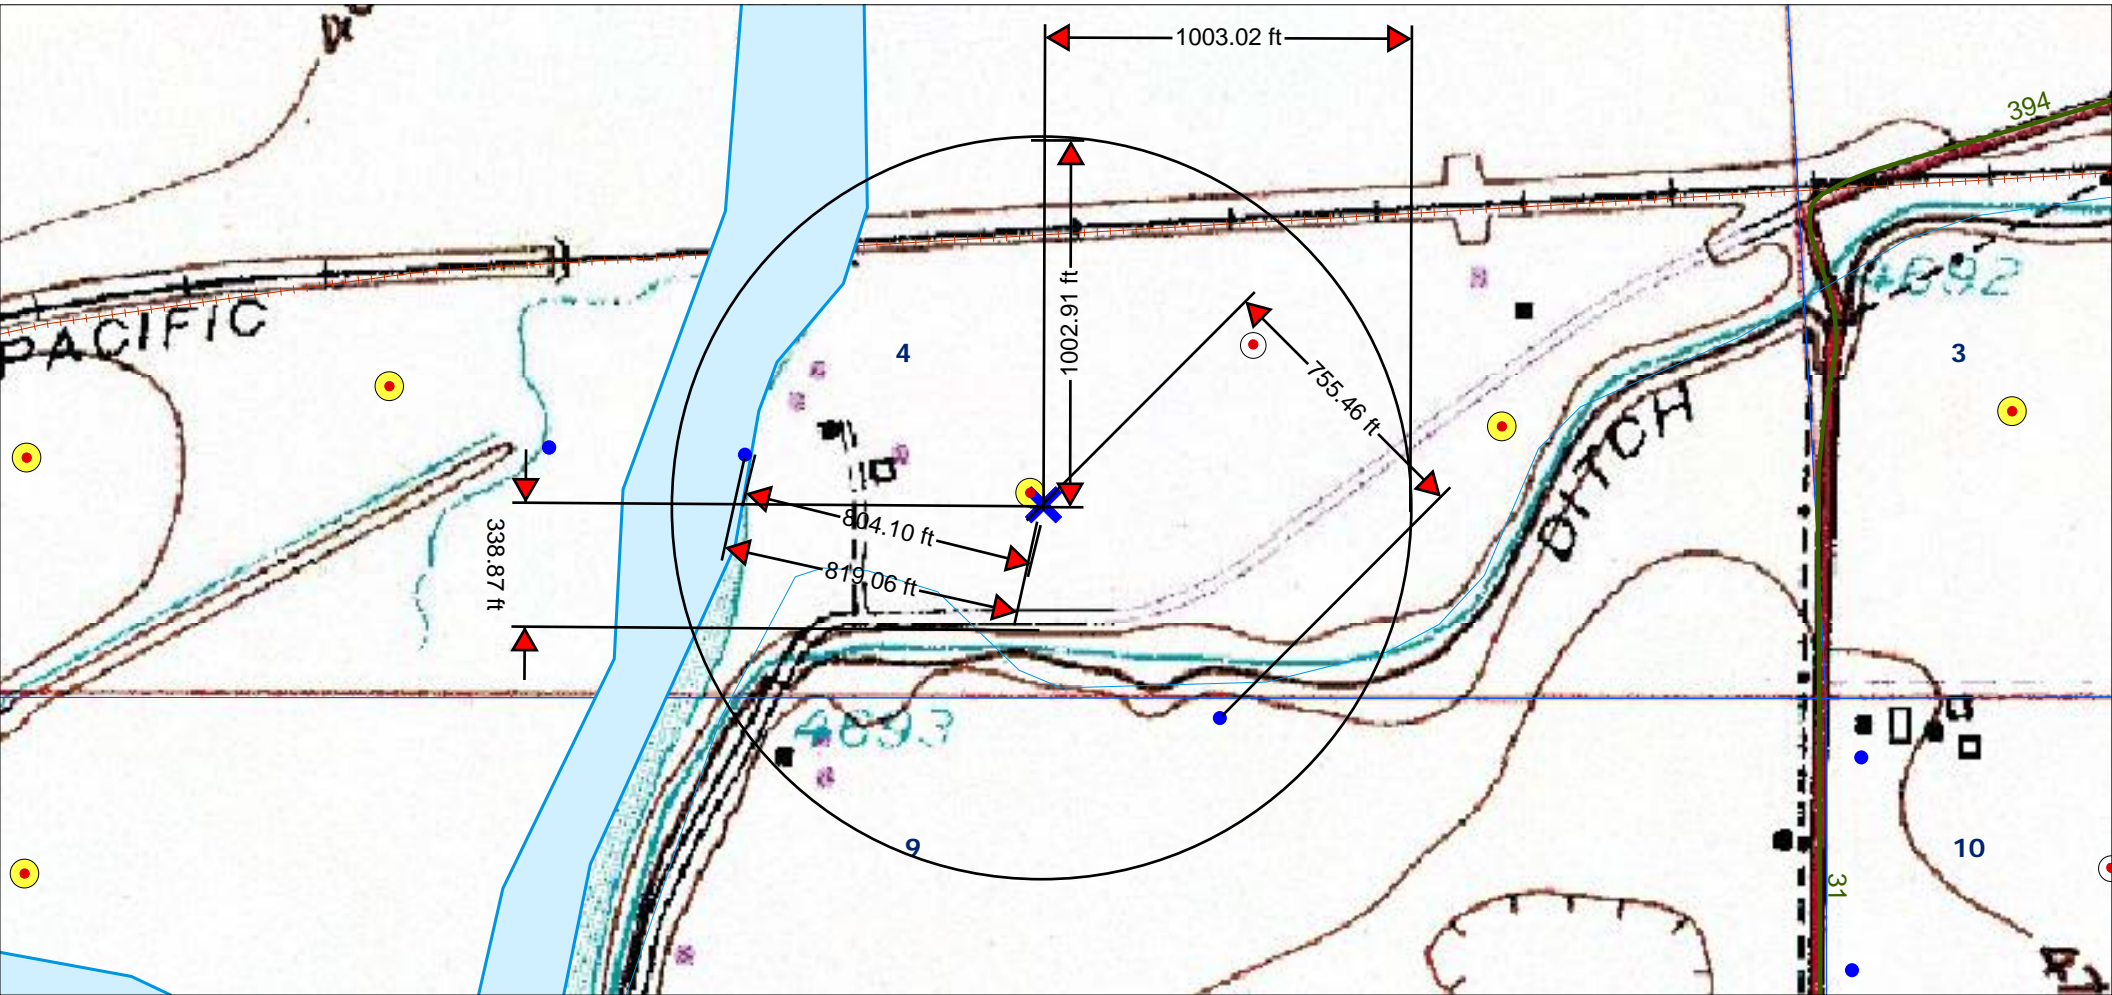 1003.02 ft
394
1002.91 ft
4692
PACIFIC
4
3
755.46 ft
DITCH
804.10 ft
338.87 ft
819.06 ft
4693
9
10
31